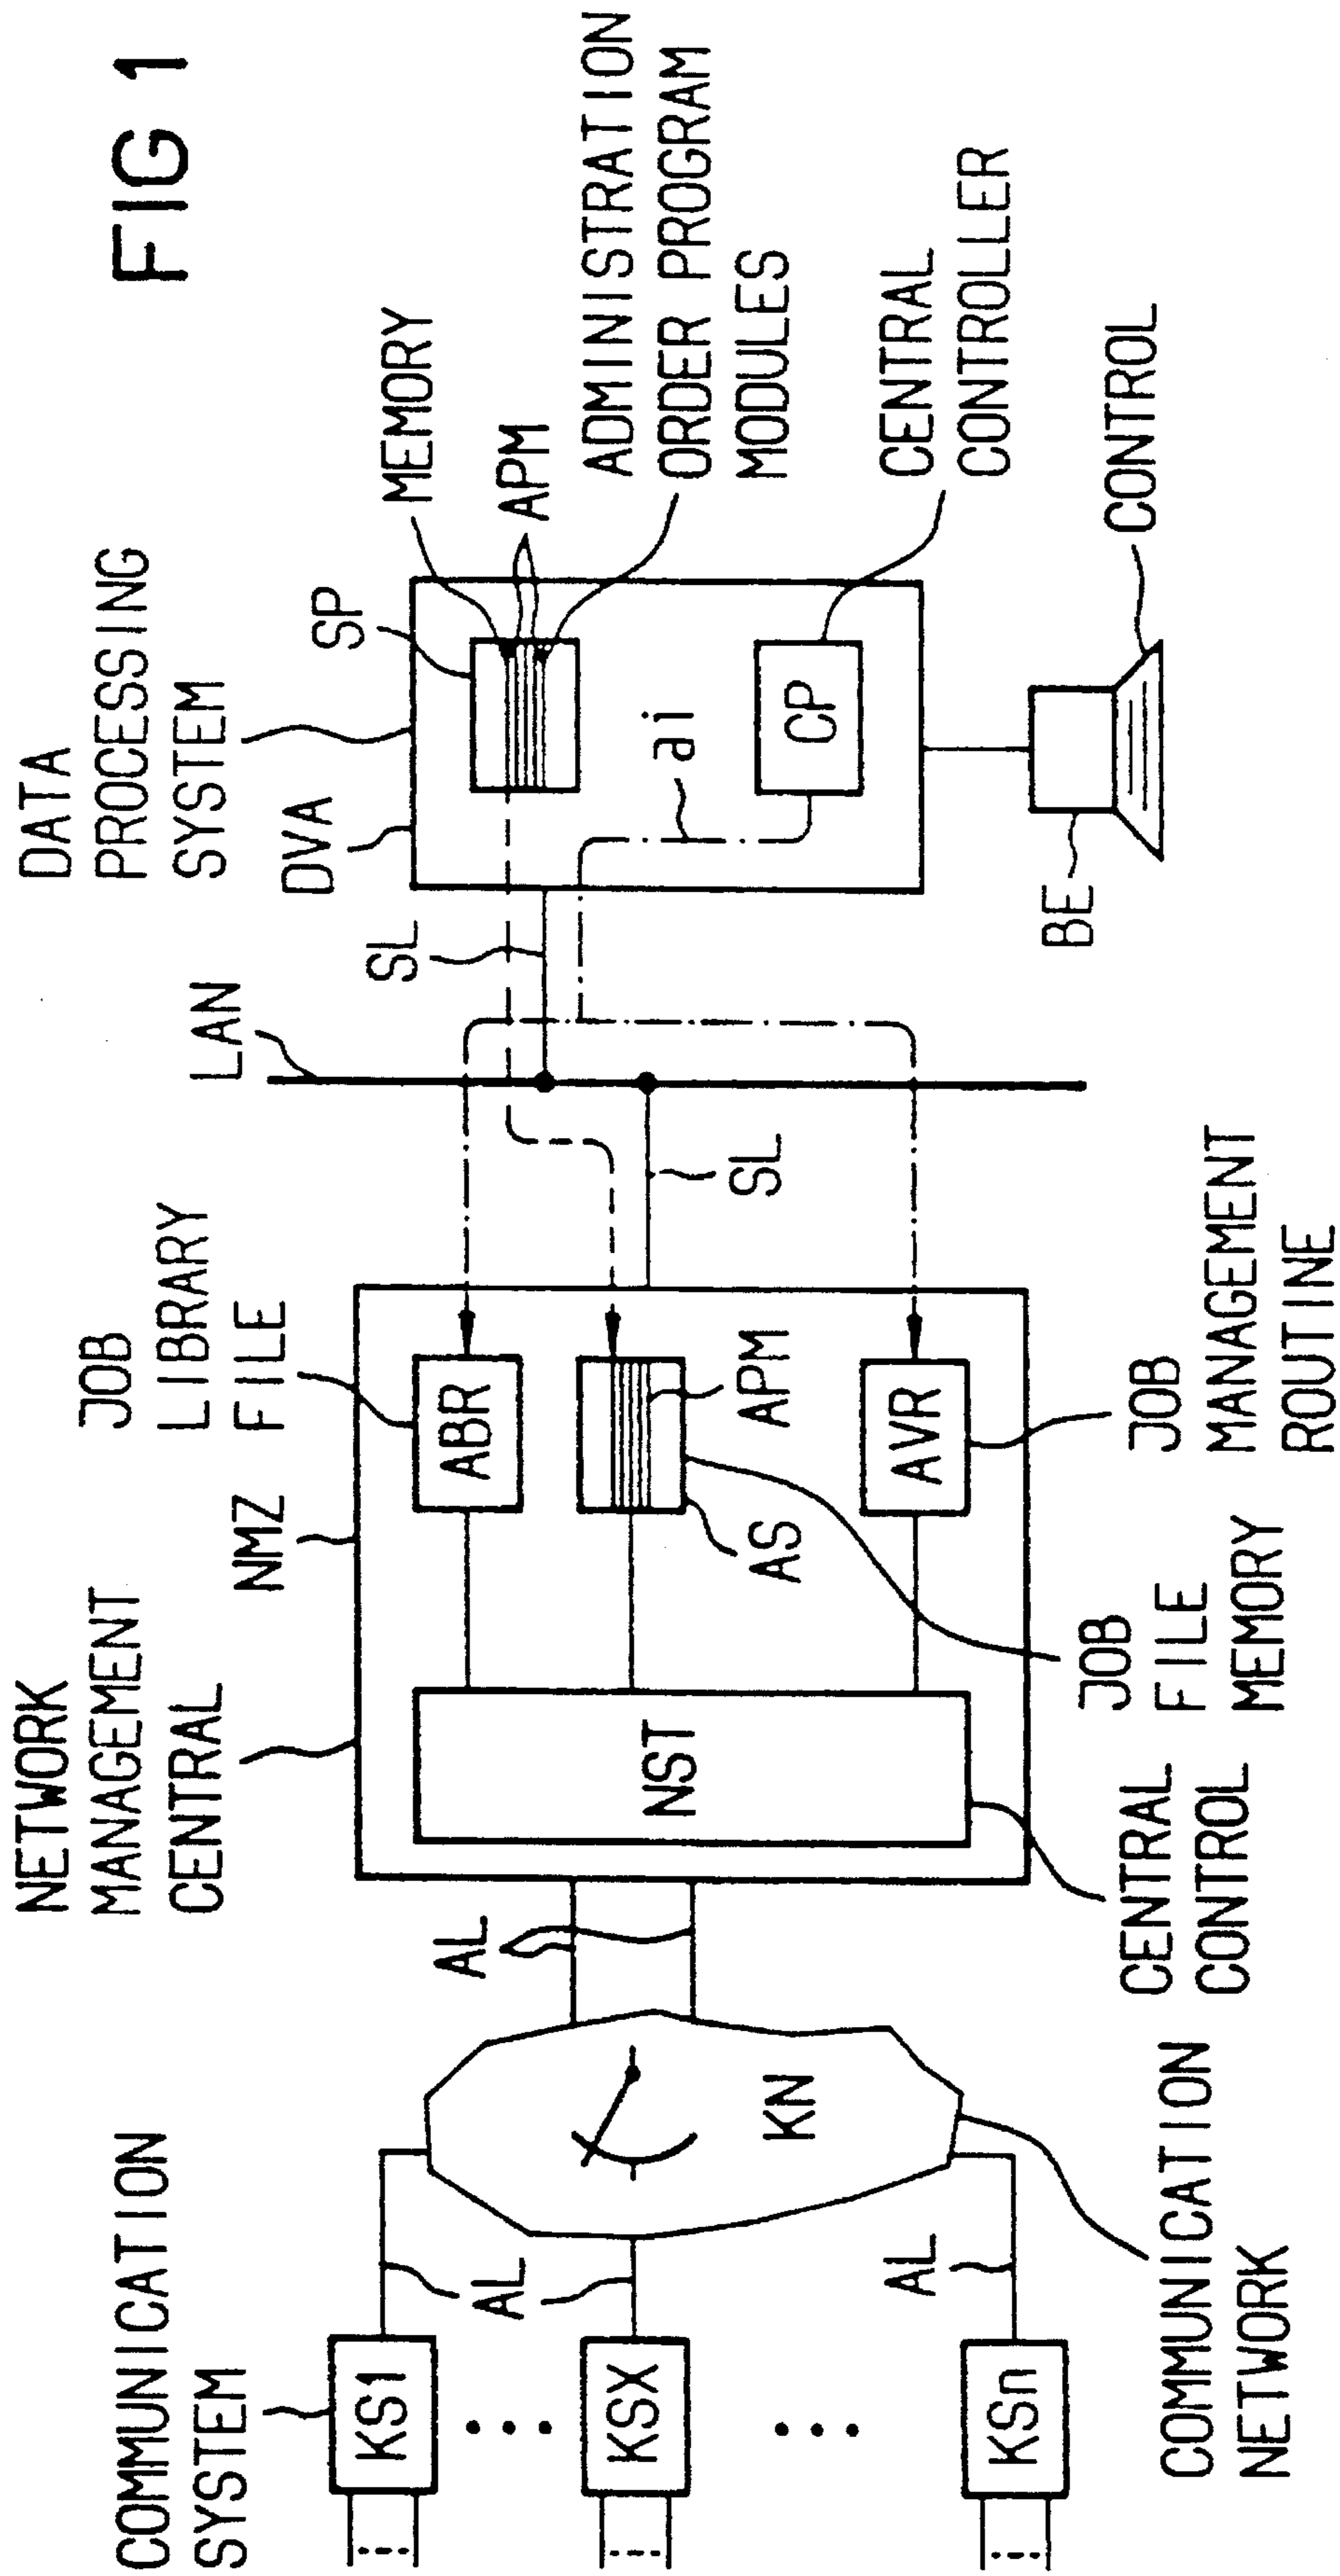 FIG 1
DATA
PROCESSING
SYSTEM
DVA
SP
MEMORY
APM
ADMINISTRATION
ORDER PROGRAM
MODULES
CENTRAL
CONTROLLER
CONTROL
ai
CP
BE
SL
LAN
SL
JOB
LIBRARY
FILE
NMZ
NETWORK
MANAGEMENT
CENTRAL
ABR
APM
AS
AVR
JOB
MANAGEMENT
ROUTINE
JOB
FILE
MEMORY
NST
CENTRAL
CONTROL
AL
KN
COMMUNICATION
SYSTEM
AL
AL
KS1
KSX
KSn
COMMUNICATION
NETWORK